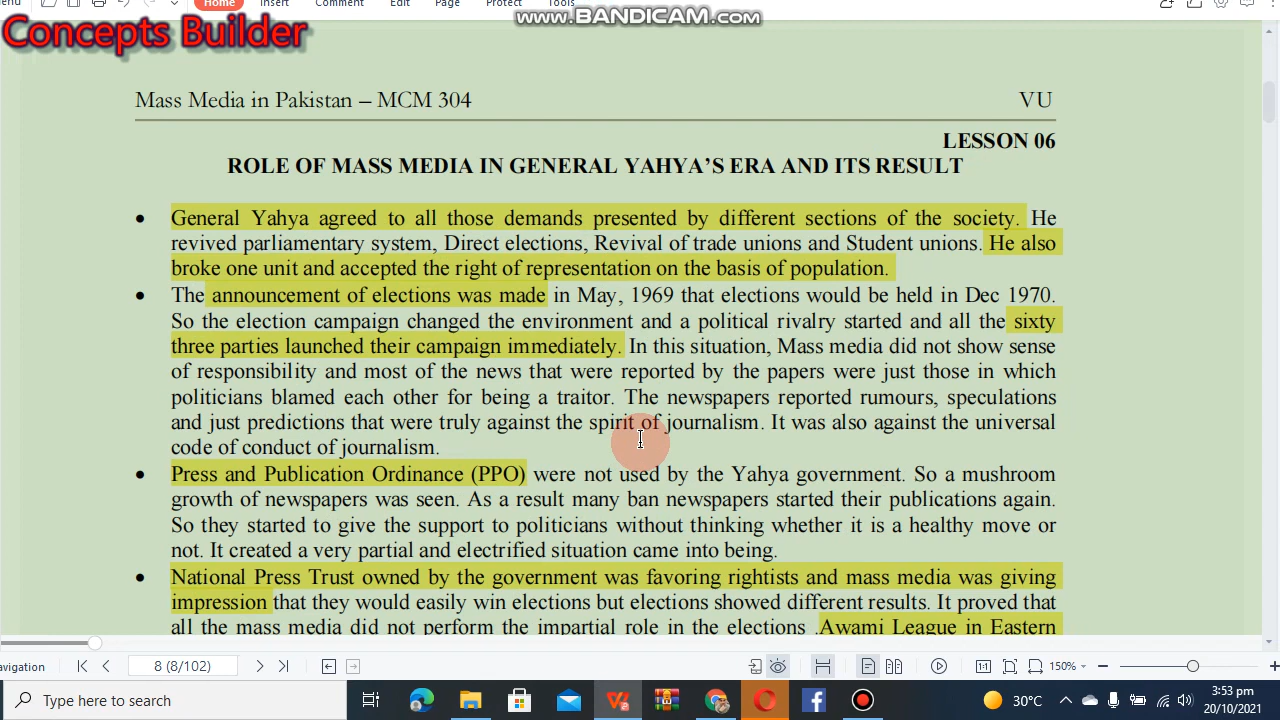 Home Insert Comment Edit Page Protect Tools
www.BANDICAM.com
Concepts Builder
Mass Media in Pakistan – MCM 304 VU
LESSON 06
ROLE OF MASS MEDIA IN GENERAL YAHYA'S ERA AND ITS RESULT
• General Yahya agreed to all those demands presented by different sections of the society. He
revived parliamentary system, Direct elections, Revival of trade unions and Student unions. He also
broke one unit and accepted the right of representation on the basis of population.
• The announcement of elections was made in May, 1969 that elections would be held in Dec 1970.
So the election campaign changed the environment and a political rivalry started and all the sixty
three parties launched their campaign immediately. In this situation, Mass media did not show sense
of responsibility and most of the news that were reported by the papers were just those in which
politicians blamed each other for being a traitor. The newspapers reported rumours, speculations
and just predictions that were truly against the spirit of journalism. It was also against the universal
code of conduct of journalism.
• Press and Publication Ordinance (PPO) were not used by the Yahya government. So a mushroom
growth of newspapers was seen. As a result many ban newspapers started their publications again.
So they started to give the support to politicians without thinking whether it is a healthy move or
not. It created a very partial and electrified situation came into being.
• National Press Trust owned by the government was favoring rightists and mass media was giving
impression that they would easily win elections but elections showed different results. It proved that
all the mass media did not perform the impartial role in the elections .Awami League in Eastern
avigation 8 (8/102) 150%
Type here to search 30°C 3:53 pm
20/10/2021